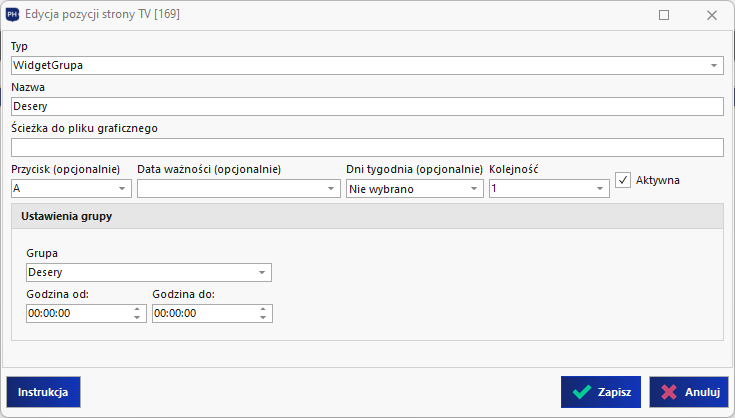 PH
Edycja pozycji strony TV [169]
Typ
WidgetGrupa
Nazwa
Desery
Ścieżka do pliku graficznego
Przycisk (opcjonalnie) Data ważności (opcjonalnie) Dni tygodnia (opcjonalnie) Kolejność
A Nie wybrano 1 Aktywna
Ustawienia grupy
Grupa
Desery
Godzina od: Godzina do:
00:00:00 00:00:00
Instrukcja Zapisz Anuluj